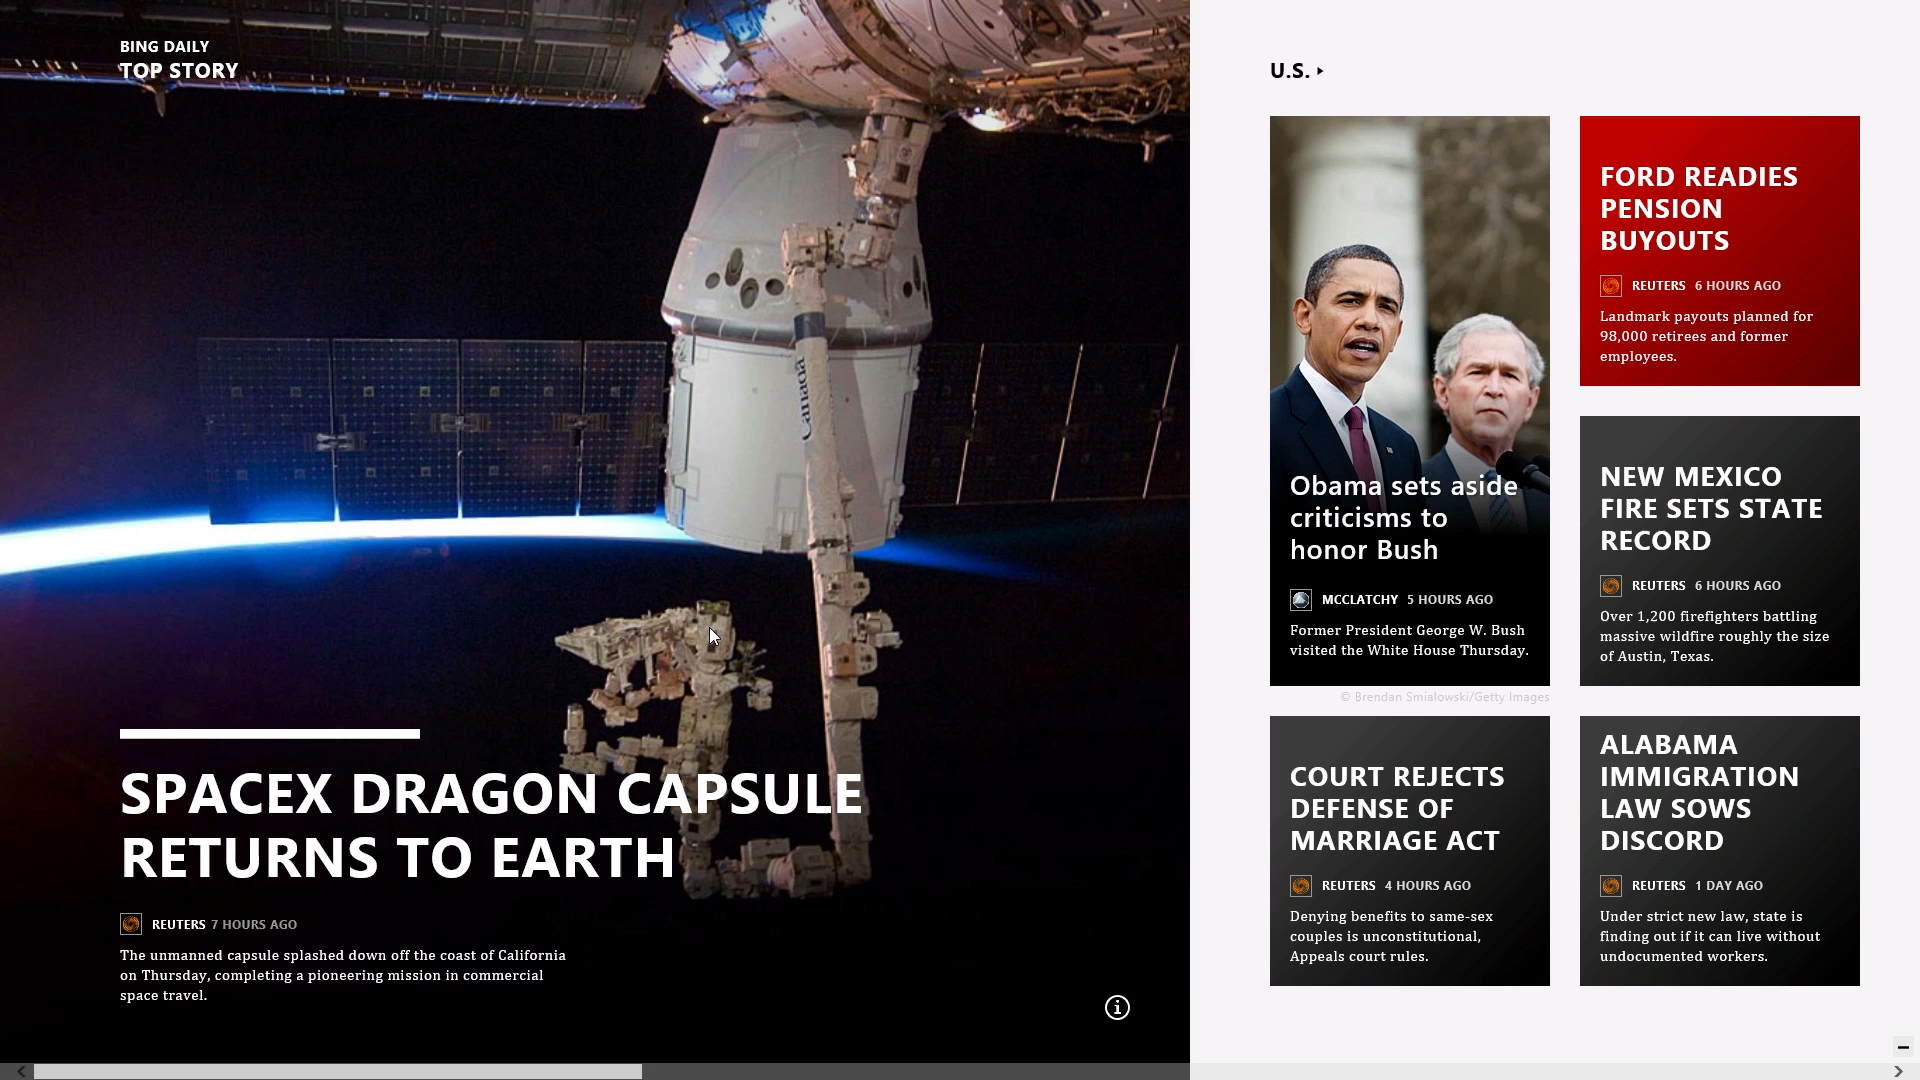 BING DAILY
TOP STORY
Canada
SPACEX DRAGON CAPSULE
RETURNS TO EARTH
REUTERS 7 HOURS AGO
The unmanned capsule splashed down off the coast of California
on Thursday, completing a pioneering mission in commercial
space travel.
U.S.
Obama sets aside
criticisms to
honor Bush
MCCLATCHY 5 HOURS AGO
Former President George W. Bush
visited the White House Thursday.
© Brendan Smialowski/Getty Images
FORD READIES
PENSION
BUYOUTS
REUTERS 6 HOURS AGO
Landmark payouts planned for
98,000 retirees and former
employees.
NEW MEXICO
FIRE SETS STATE
RECORD
REUTERS 6 HOURS AGO
Over 1,200 firefighters battling
massive wildfire roughly the size
of Austin, Texas.
COURT REJECTS
DEFENSE OF
MARRIAGE ACT
REUTERS 4 HOURS AGO
Denying benefits to same-sex
couples is unconstitutional,
Appeals court rules.
ALABAMA
IMMIGRATION
LAW SOWS
DISCORD
REUTERS 1 DAY AGO
Under strict new law, state is
finding out if it can live without
undocumented workers.